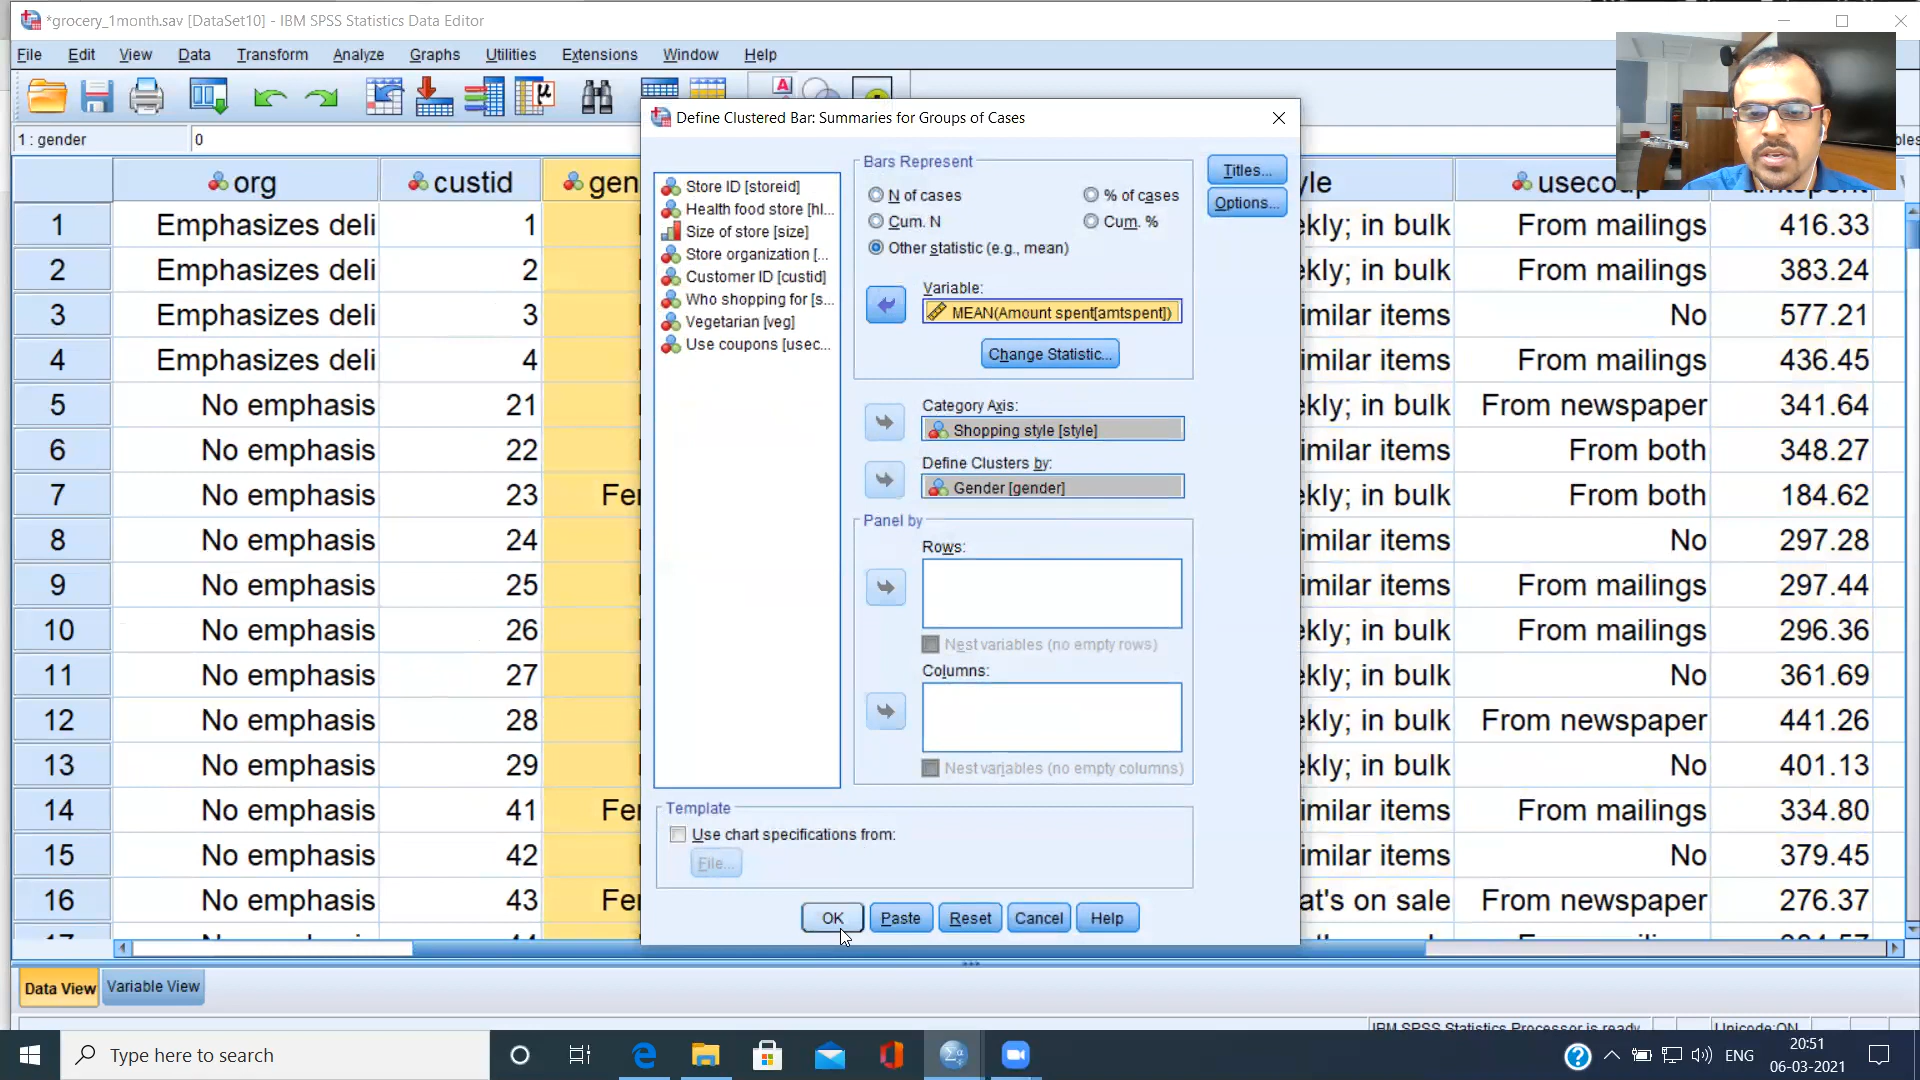 *grocery_1month.sav [DataSet10] - IBM SPSS Statistics Data Editor
File Edit View Data Transform Analyze Graphs Utilities Extensions Window Help
1 : gender 0
org custid gen
1 Emphasizes deli 1 ekly; in bulk From mailings 416.33
2 Emphasizes deli 2 ekly; in bulk From mailings 383.24
3 Emphasizes deli 3 imilar items No 577.21
4 Emphasizes deli 4 imilar items From mailings 436.45
5 No emphasis 21 ekly; in bulk From newspaper 341.64
6 No emphasis 22 imilar items From both 348.27
7 No emphasis 23 Fe ekly; in bulk From both 184.62
8 No emphasis 24 imilar items No 297.28
9 No emphasis 25 imilar items From mailings 297.44
10 No emphasis 26 ekly; in bulk From mailings 296.36
11 No emphasis 27 ekly; in bulk No 361.69
12 No emphasis 28 ekly; in bulk From newspaper 441.26
13 No emphasis 29 ekly; in bulk No 401.13
14 No emphasis 41 Fe imilar items From mailings 334.80
15 No emphasis 42 imilar items No 379.45
16 No emphasis 43 Fe at's on sale From newspaper 276.37
Define Clustered Bar: Summaries for Groups of Cases
Store ID [storeid]
Health food store [hl...
Size of store [size]
Store organization [...
Customer ID [custid]
Who shopping for [s...
Vegetarian [veg]
Use coupons [usec...
Bars Represent
N of cases % of cases
Cum. N Cum. %
Other statistic (e.g., mean)
Variable:
MEAN(Amount spent[amtspent])
Change Statistic...
Category Axis:
Shopping style [style]
Define Clusters by:
Gender [gender]
Panel by
Rows:
Nest variables (no empty rows)
Columns:
Nest variables (no empty columns)
Titles...
Options...
Template
Use chart specifications from:
File...
OK Paste Reset Cancel Help
Data View Variable View
IBM SPSS Statistics Processor is ready Unicode:ON
Type here to search
ENG
20:51
06-03-2021